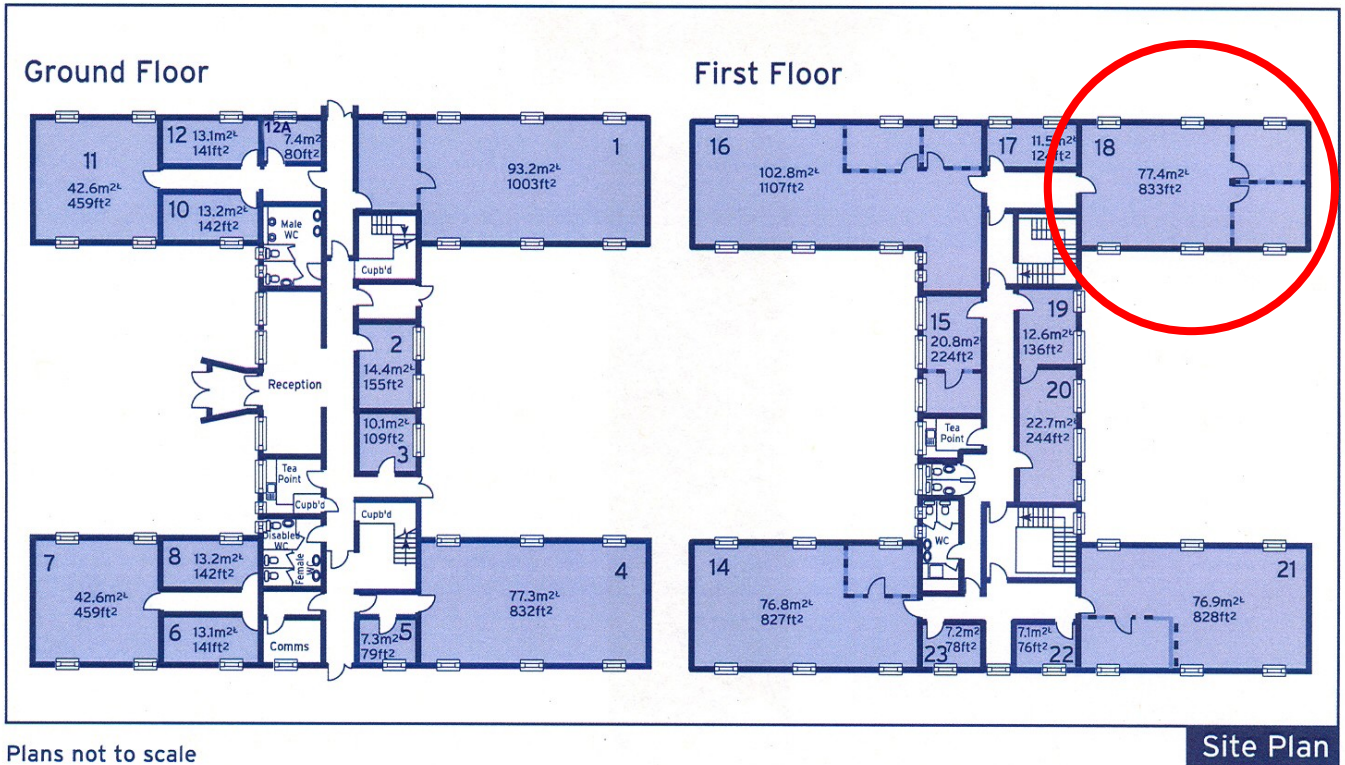 Ground Floor
First Floor
11
42.6m²
459ft²
12
13.1m²
141ft²
12A
7.4m²
80ft²
10
13.2m²
142ft²
1
93.2m²
1003ft²
Male
WC
Cupb'd
2
14.4m²
155ft²
Reception
10.1m²
109ft²
3
Tea
Point
Cupb'd
Cupb'd
Disabled
WC
Female
WC
7
42.6m²
459ft²
8
13.2m²
142ft²
6
13.1m²
141ft²
Comms
7.3m²
79ft²
5
4
77.3m²
832ft²
16
102.8m²
1107ft²
17
11.5m²
124ft²
18
77.4m²
833ft²
15
20.8m²
224ft²
19
12.6m²
136ft²
20
22.7m²
244ft²
Tea
Point
WC
14
76.8m²
827ft²
7.2m²
78ft²
23
7.1m²
76ft²
22
21
76.9m²
828ft²
Plans not to scale
Site Plan